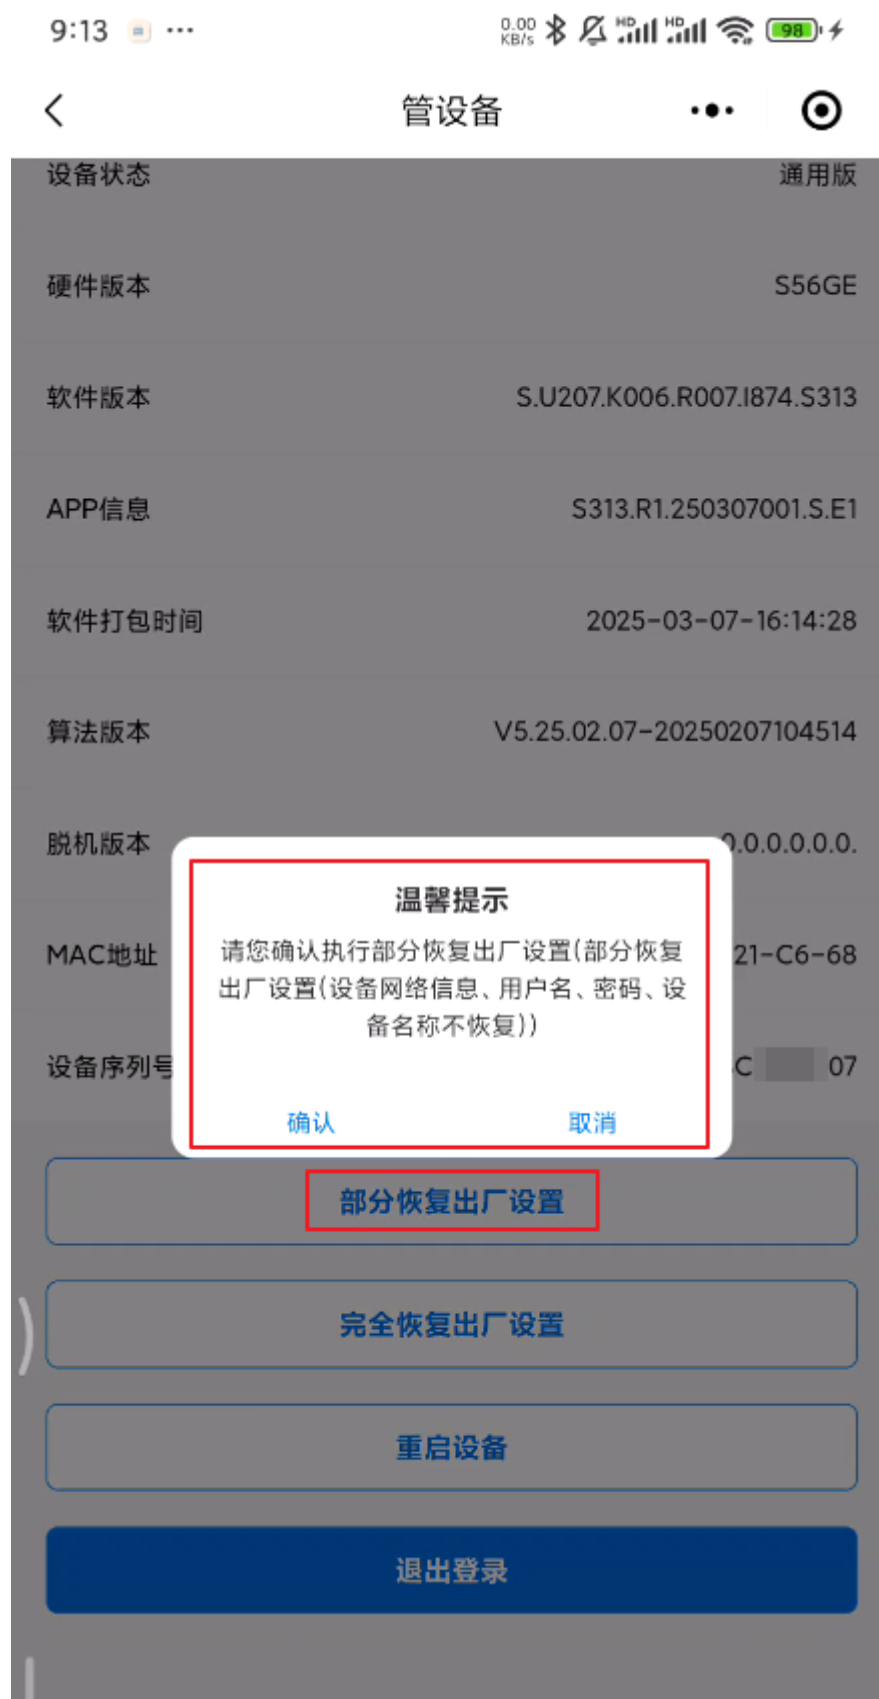 9:13
0.00 KB/s HD HD 98
管设备
设备状态 通用版
硬件版本 S56GE
软件版本 S.U207.K006.R007.I874.S313
APP信息 S313.R1.250307001.S.E1
软件打包时间 2025-03-07-16:14:28
算法版本 V5.25.02.07-20250207104514
脱机版本 0.0.0.0.0.
温馨提示
请您确认执行部分恢复出厂设置(部分恢复
出厂设置(设备网络信息、用户名、密码、设
备名称不恢复))
MAC地址 21-C6-68
设备序列号 C 07
确认 取消
部分恢复出厂设置
完全恢复出厂设置
重启设备
退出登录